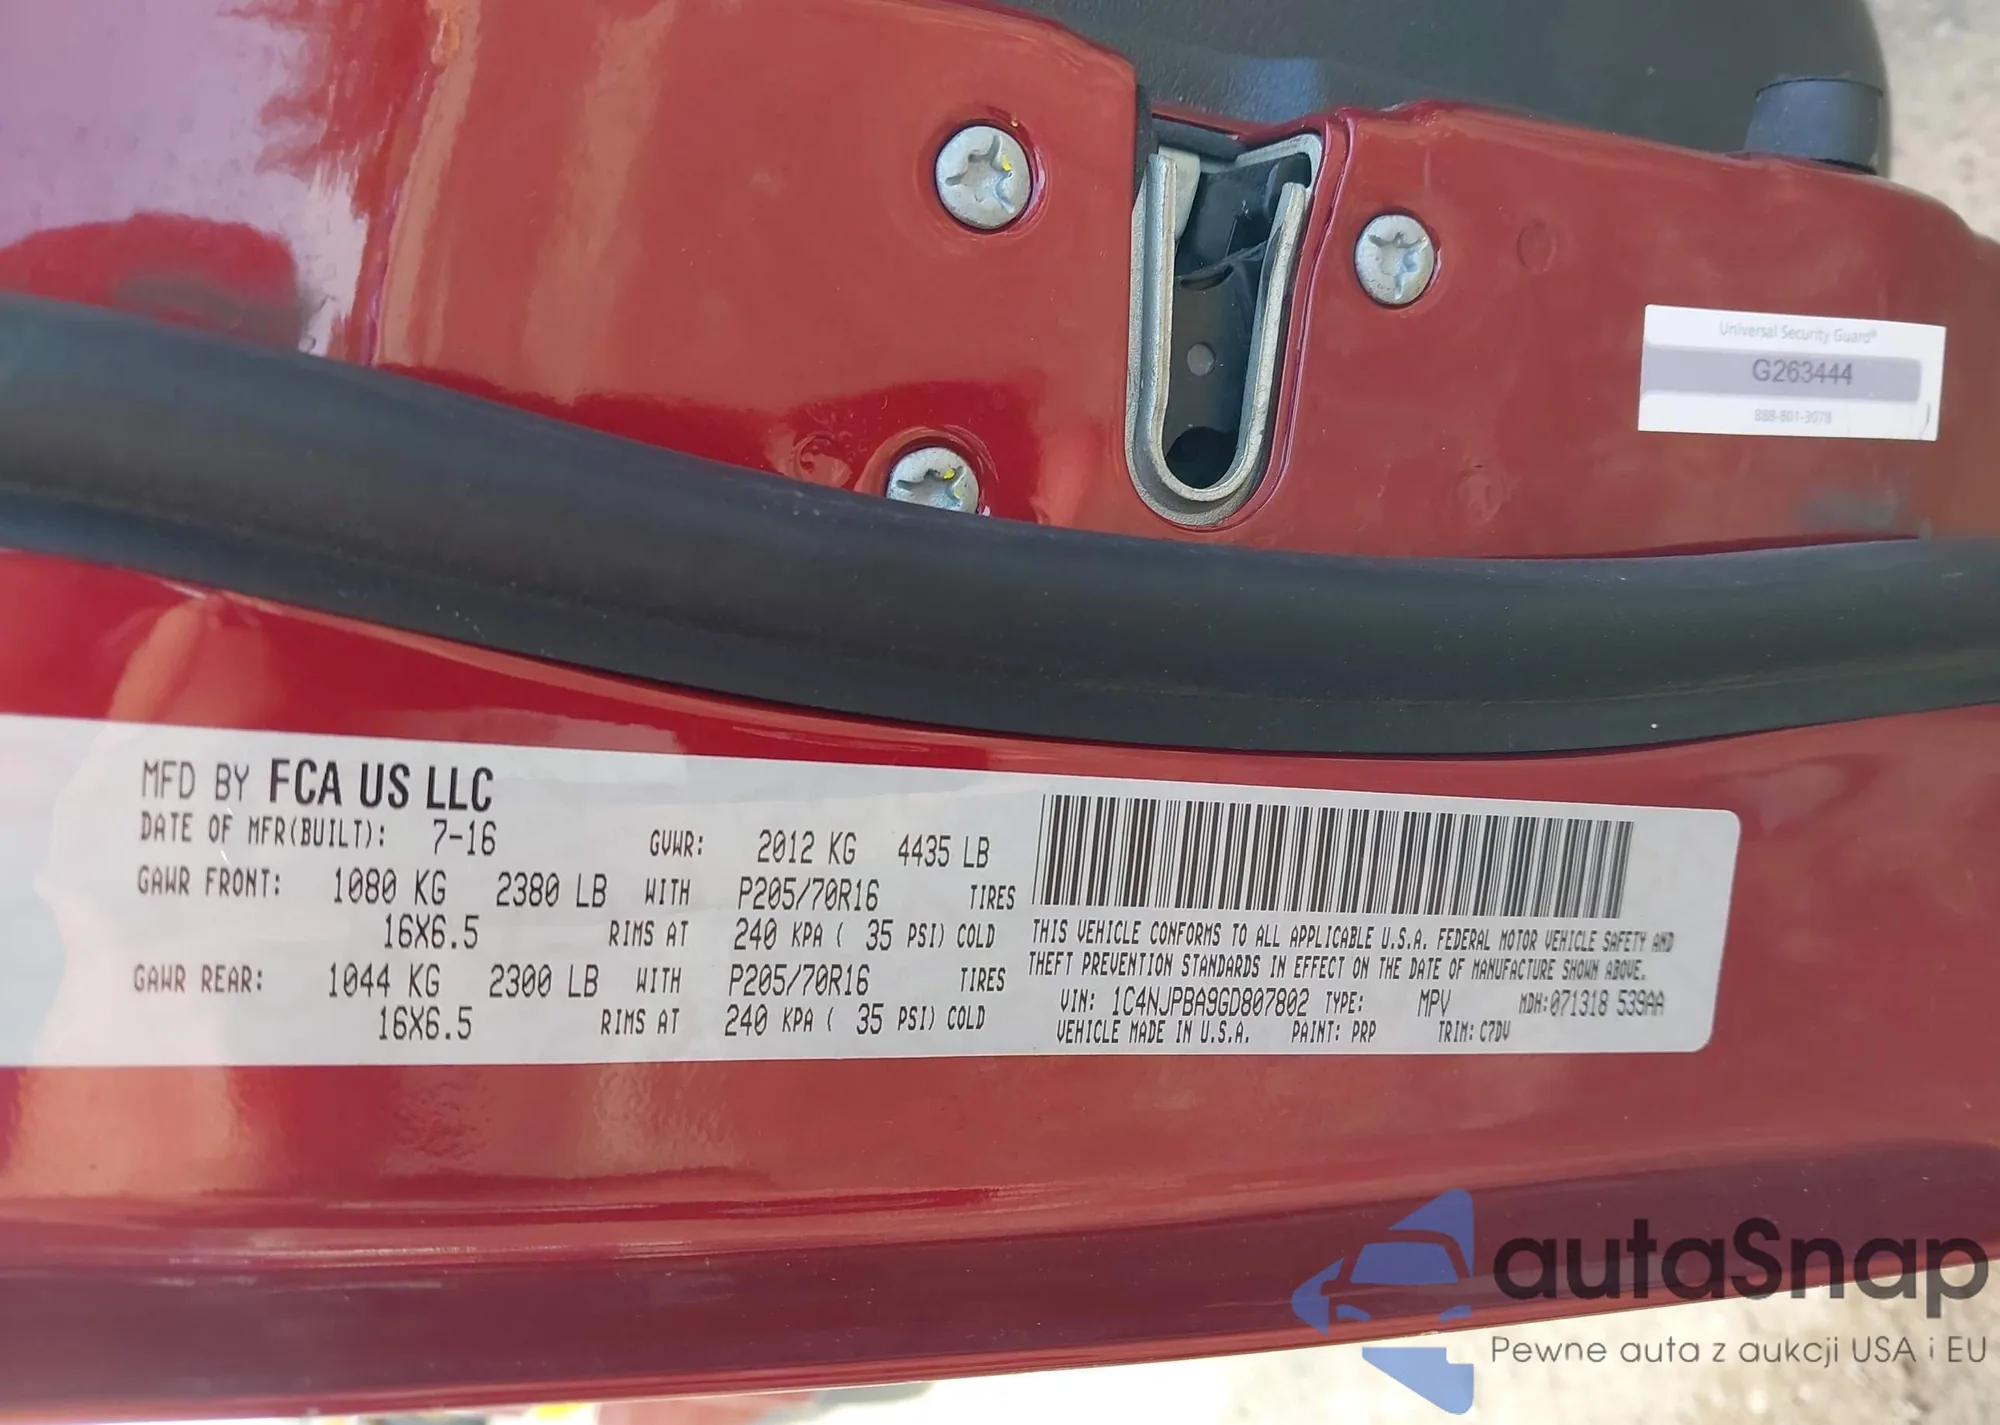 Universal Security Guard®
G263444
888-801-3078
MFD BY FCA US LLC
DATE OF MFR(BUILT): 7-16 GVWR: 2012 KG 4435 LB
GAWR FRONT: 1080 KG 2380 LB WITH P205/70R16 TIRES
16X6.5 RIMS AT 240 KPA ( 35 PSI) COLD
GAWR REAR: 1044 KG 2300 LB WITH P205/70R16 TIRES
16X6.5 RIMS AT 240 KPA ( 35 PSI) COLD
THIS VEHICLE CONFORMS TO ALL APPLICABLE U.S.A. FEDERAL MOTOR VEHICLE SAFETY AND
THEFT PREVENTION STANDARDS IN EFFECT ON THE DATE OF MANUFACTURE SHOWN ABOVE.
VIN: 1C4NJPBA9GD807802 TYPE: MPV MDH:071318 539AA
VEHICLE MADE IN U.S.A. PAINT: PRP TRIM: C7DV
autaSnap
Pewne auta z aukcji USA i EU